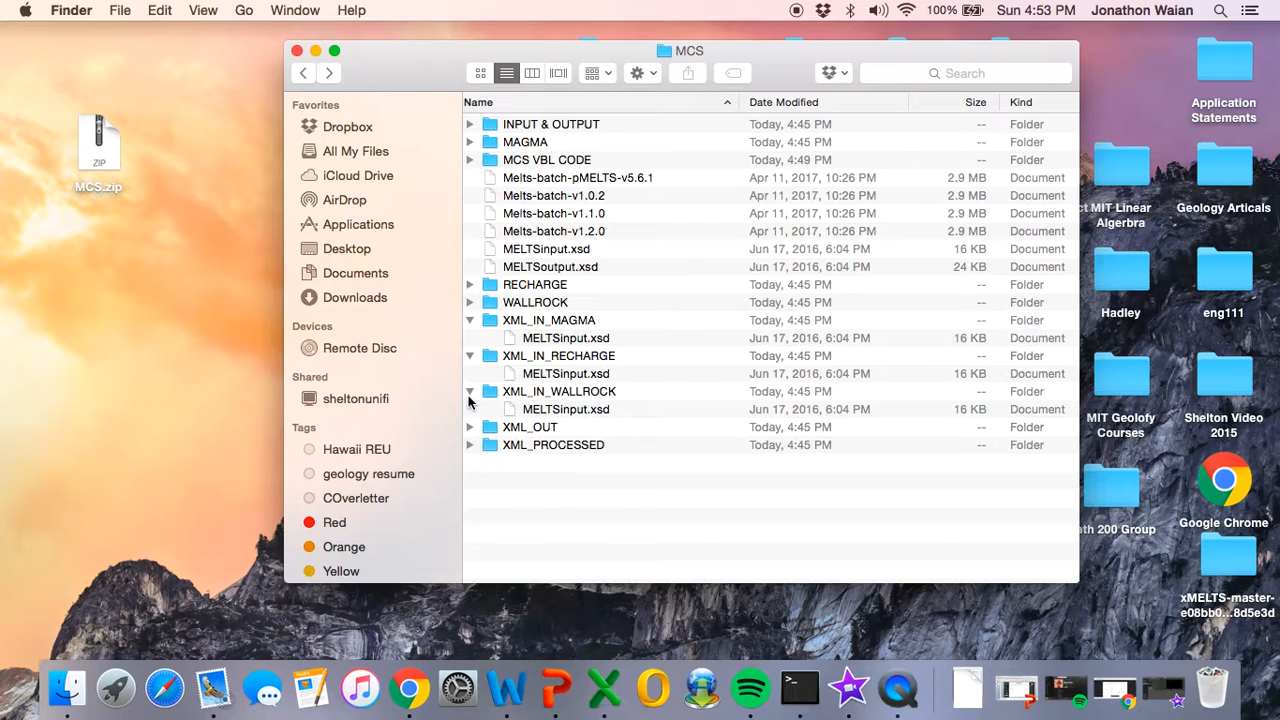 Finder File Edit View Go Window Help 100% Sun 4:53 PM Jonathon Waian
MCS
Search
Favorites
Dropbox
All My Files
iCloud Drive
AirDrop
Applications
Desktop
Documents
Downloads
Devices
Remote Disc
Shared
sheltonunifi
Tags
Hawaii REU
geology resume
COverletter
Red
Orange
Yellow
Name Date Modified Size Kind
INPUT & OUTPUT Today, 4:45 PM -- Folder
MAGMA Today, 4:45 PM -- Folder
MCS VBL CODE Today, 4:49 PM -- Folder
Melts-batch-pMELTS-v5.6.1 Apr 11, 2017, 10:26 PM 2.9 MB Document
Melts-batch-v1.0.2 Apr 11, 2017, 10:26 PM 2.9 MB Document
Melts-batch-v1.1.0 Apr 11, 2017, 10:26 PM 2.9 MB Document
Melts-batch-v1.2.0 Apr 11, 2017, 10:26 PM 2.9 MB Document
MELTSinput.xsd Jun 17, 2016, 6:04 PM 16 KB Document
MELTSoutput.xsd Jun 17, 2016, 6:04 PM 24 KB Document
RECHARGE Today, 4:45 PM -- Folder
WALLROCK Today, 4:45 PM -- Folder
XML_IN_MAGMA Today, 4:45 PM -- Folder
MELTSinput.xsd Jun 17, 2016, 6:04 PM 16 KB Document
XML_IN_RECHARGE Today, 4:45 PM -- Folder
MELTSinput.xsd Jun 17, 2016, 6:04 PM 16 KB Document
XML_IN_WALLROCK Today, 4:45 PM -- Folder
MELTSinput.xsd Jun 17, 2016, 6:04 PM 16 KB Document
XML_OUT Today, 4:45 PM -- Folder
XML_PROCESSED Today, 4:45 PM -- Folder
ZIP
MCS.zip
Application
Statements
ct MIT Linear
Algrebra
Geology Articals
Hadley
eng111
MIT Geolofy
Courses
Shelton Video
2015
ath 200 Group
Google Chrome
xMELTS-master-
e08bb0...8d5e3d